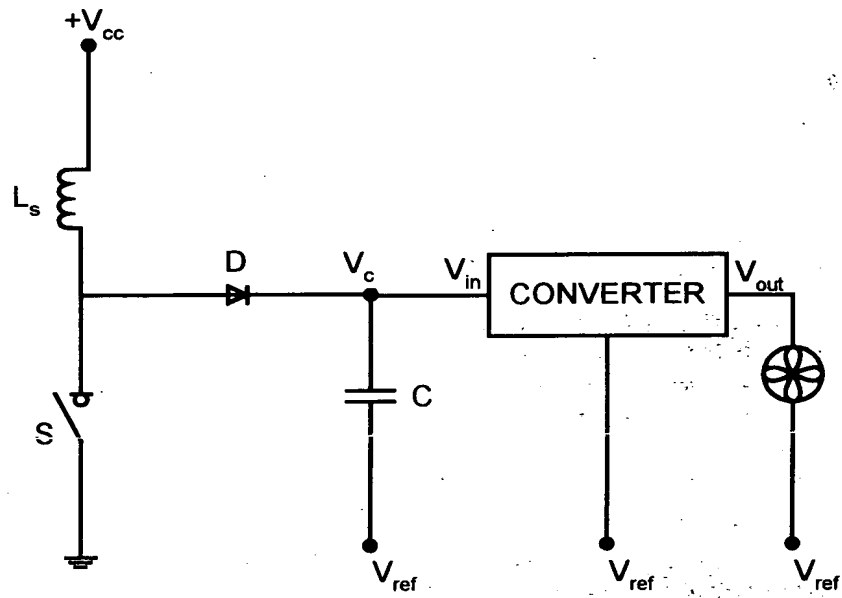 +Vcc
Ls
D
Vc
Vin
CONVERTER
Vout
C
S
Vref
Vref
Vref